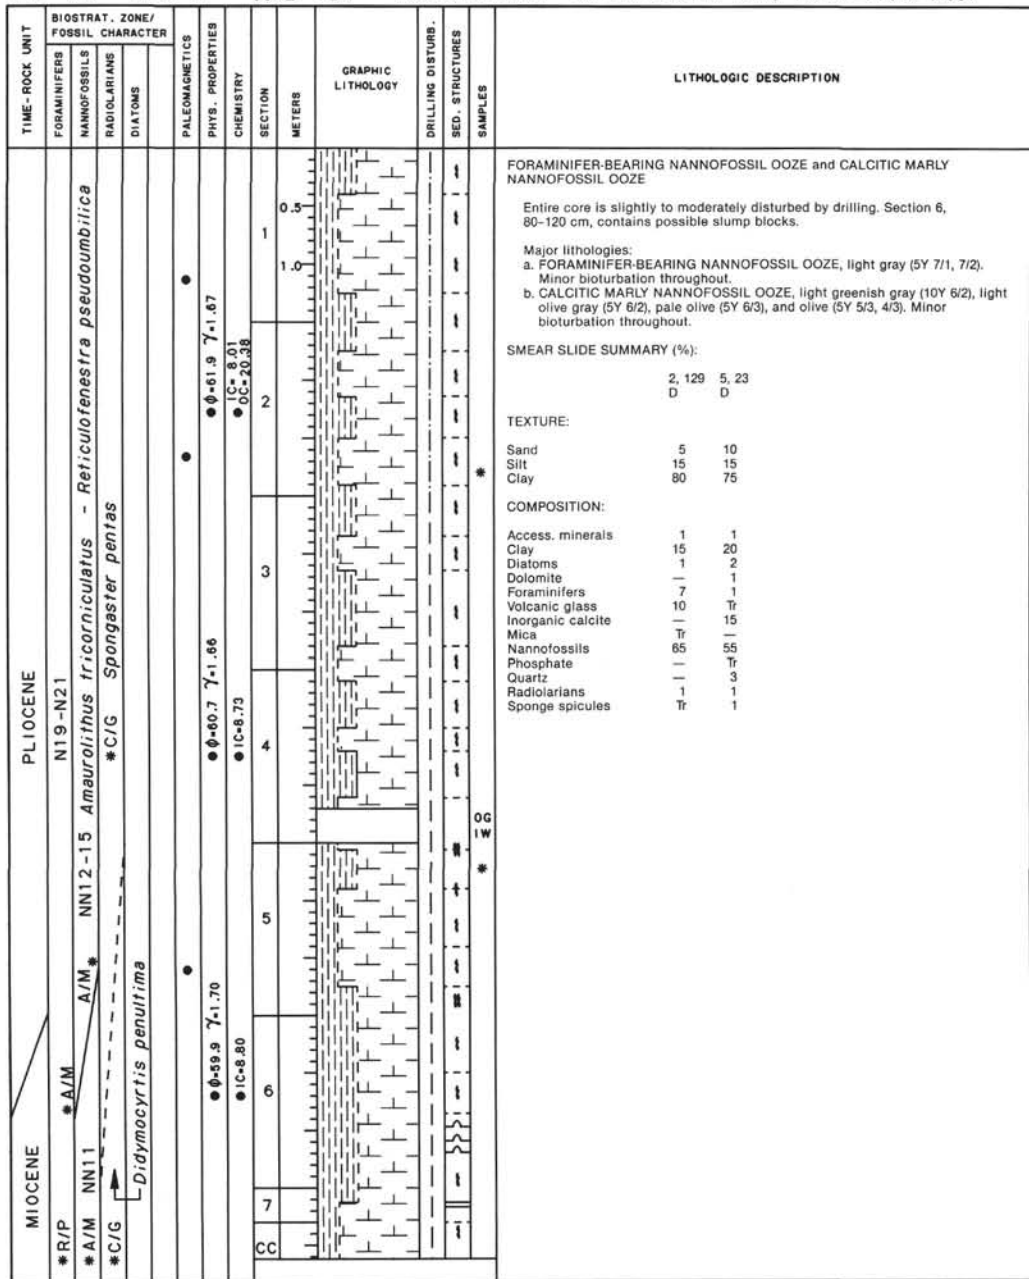 TIME-ROCK UNIT
BIOSTRAT. ZONE/
FOSSIL CHARACTER
FORAMINIFERS
NANNOFOSSILS
RADIOLARIANS
DIATOMS
PALEOMAGNETICS
PHYS. PROPERTIES
CHEMISTRY
SECTION
METERS
GRAPHIC
LITHOLOGY
DRILLING DISTURB.
SED. STRUCTURES
SAMPLES
LITHOLOGIC DESCRIPTION
PLIOCENE
MIOCENE
N19-N21
*A/M
*R/P
NN12-15 Amaurolithus tricorniculatus - Reticulofenestra pseudoumbilica
A/M*
*A/M NN11
*C/G Spongaster pentas
*C/G
Didymocyrtis penultima
●Φ=61.9 γ=1.67
●Φ=60.7 γ=1.66
●Φ=59.9 γ=1.70
IC= 8.01
●OC=20.38
●IC=8.73
●IC=8.80
1
2
3
4
5
6
7
CC
0.5
1.0
*
OG
IW
*
FORAMINIFER-BEARING NANNOFOSSIL OOZE and CALCITIC MARLY
NANNOFOSSIL OOZE
Entire core is slightly to moderately disturbed by drilling. Section 6,
80–120 cm, contains possible slump blocks.
Major lithologies:
a. FORAMINIFER-BEARING NANNOFOSSIL OOZE, light gray (5Y 7/1, 7/2).
Minor bioturbation throughout.
b. CALCITIC MARLY NANNOFOSSIL OOZE, light greenish gray (10Y 6/2), light
olive gray (5Y 6/2), pale olive (5Y 6/3), and olive (5Y 5/3, 4/3). Minor
bioturbation throughout.
SMEAR SLIDE SUMMARY (%):
2, 129 5, 23
D D
TEXTURE:
Sand 5 10
Silt 15 15
Clay 80 75
COMPOSITION:
Access. minerals 1 1
Clay 15 20
Diatoms 1 2
Dolomite — 1
Foraminifers 7 1
Volcanic glass 10 Tr
Inorganic calcite — 15
Mica Tr —
Nannofossils 65 55
Phosphate — Tr
Quartz — 3
Radiolarians 1 1
Sponge spicules Tr 1